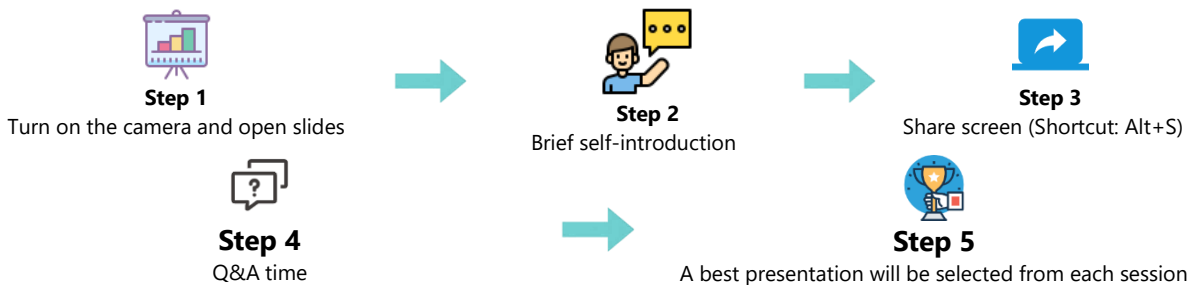 Step 1
Turn on the camera and open slides
Step 2
Brief self-introduction
Step 3
Share screen (Shortcut: Alt+S)
?
Step 4
Q&A time
Step 5
A best presentation will be selected from each session